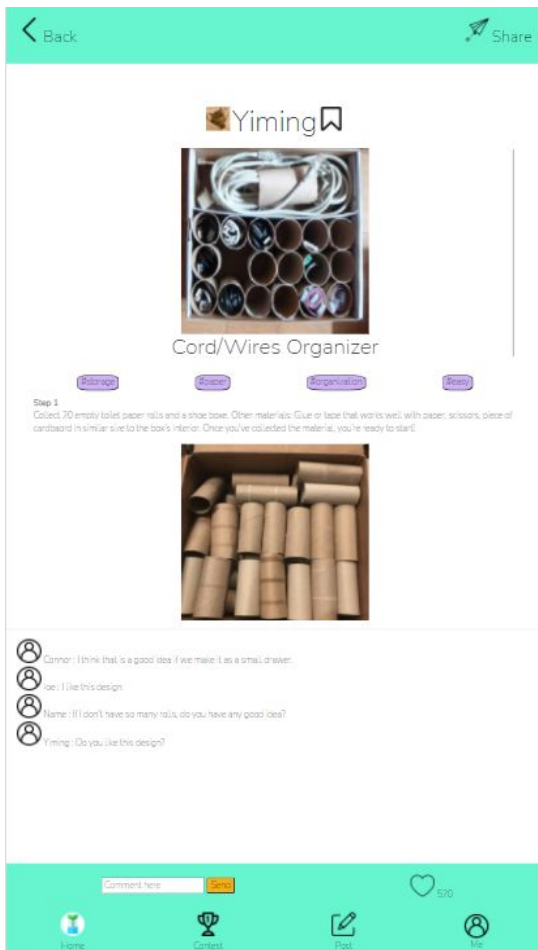 Back
Share
Yiming
Cord/Wires Organizer
#storage #paper #organization #easy
Step 1
Collect 20 empty toilet paper rolls and a shoe boxe. Other materials: Glue or tape that works well with paper, scissors, piece of
cardbaord in similar size to the box's interior. Once you've collected the material, you're ready to start!
Connor : I think that is a good idea if we make it as a small drawer.
Joe : I like this design
Name : If I don't have so many rolls, do you have any good idea?
Yiming : Do you like this design?
Comment here Send
520
Home Contest Post Me